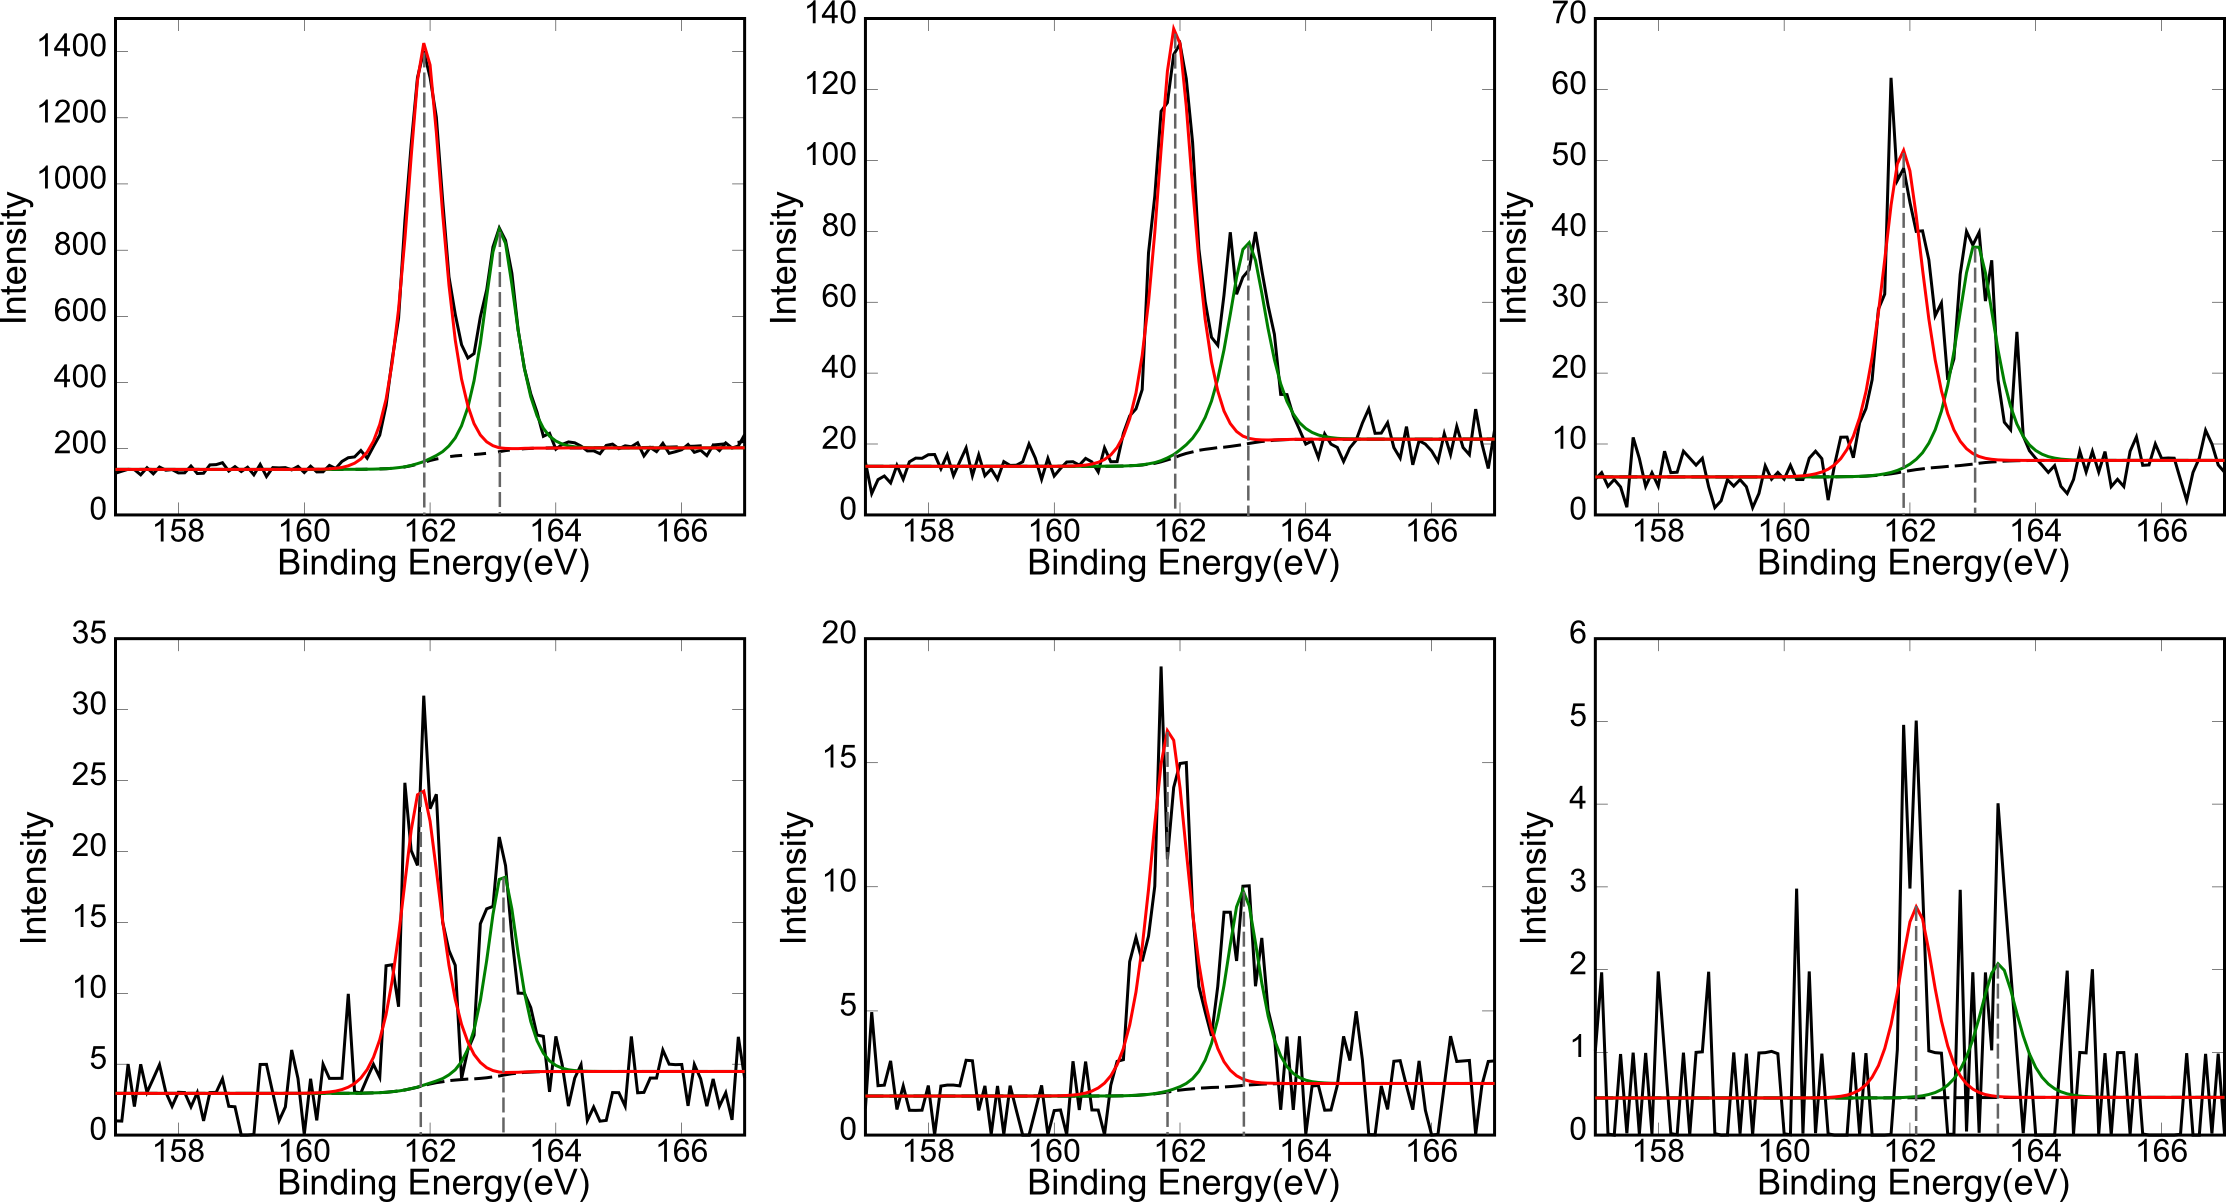 1400
1200
1000
800
600
400
200
0
Intensity
158 160 162 164 166
Binding Energy(eV)
140
120
100
80
60
40
20
0
Intensity
158 160 162 164 166
Binding Energy(eV)
70
60
50
40
30
20
10
0
Intensity
158 160 162 164 166
Binding Energy(eV)
35
30
25
20
15
10
5
0
Intensity
158 160 162 164 166
Binding Energy(eV)
20
15
10
5
0
Intensity
158 160 162 164 166
Binding Energy(eV)
6
5
4
3
2
1
0
Intensity
158 160 162 164 166
Binding Energy(eV)